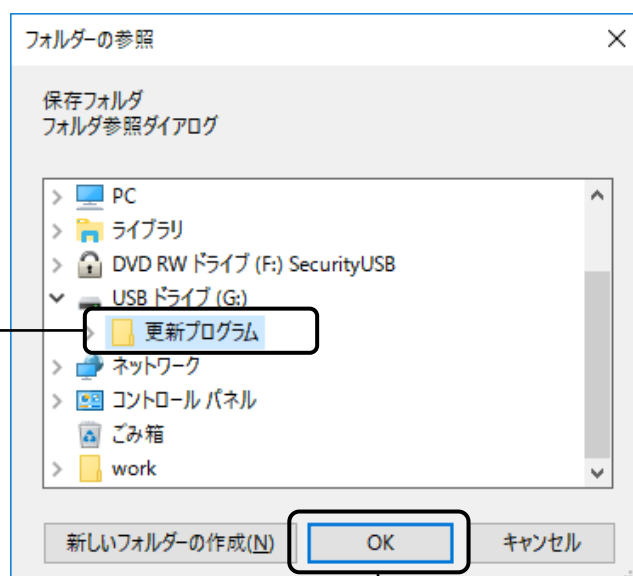 フォルダーの参照
保存フォルダ
フォルダ参照ダイアログ
PC
ライブラリ
DVD RW ドライブ (F:) SecurityUSB
USB ドライブ (G:)
更新プログラム
ネットワーク
コントロール パネル
ごみ箱
work
新しいフォルダーの作成(N) OK キャンセル